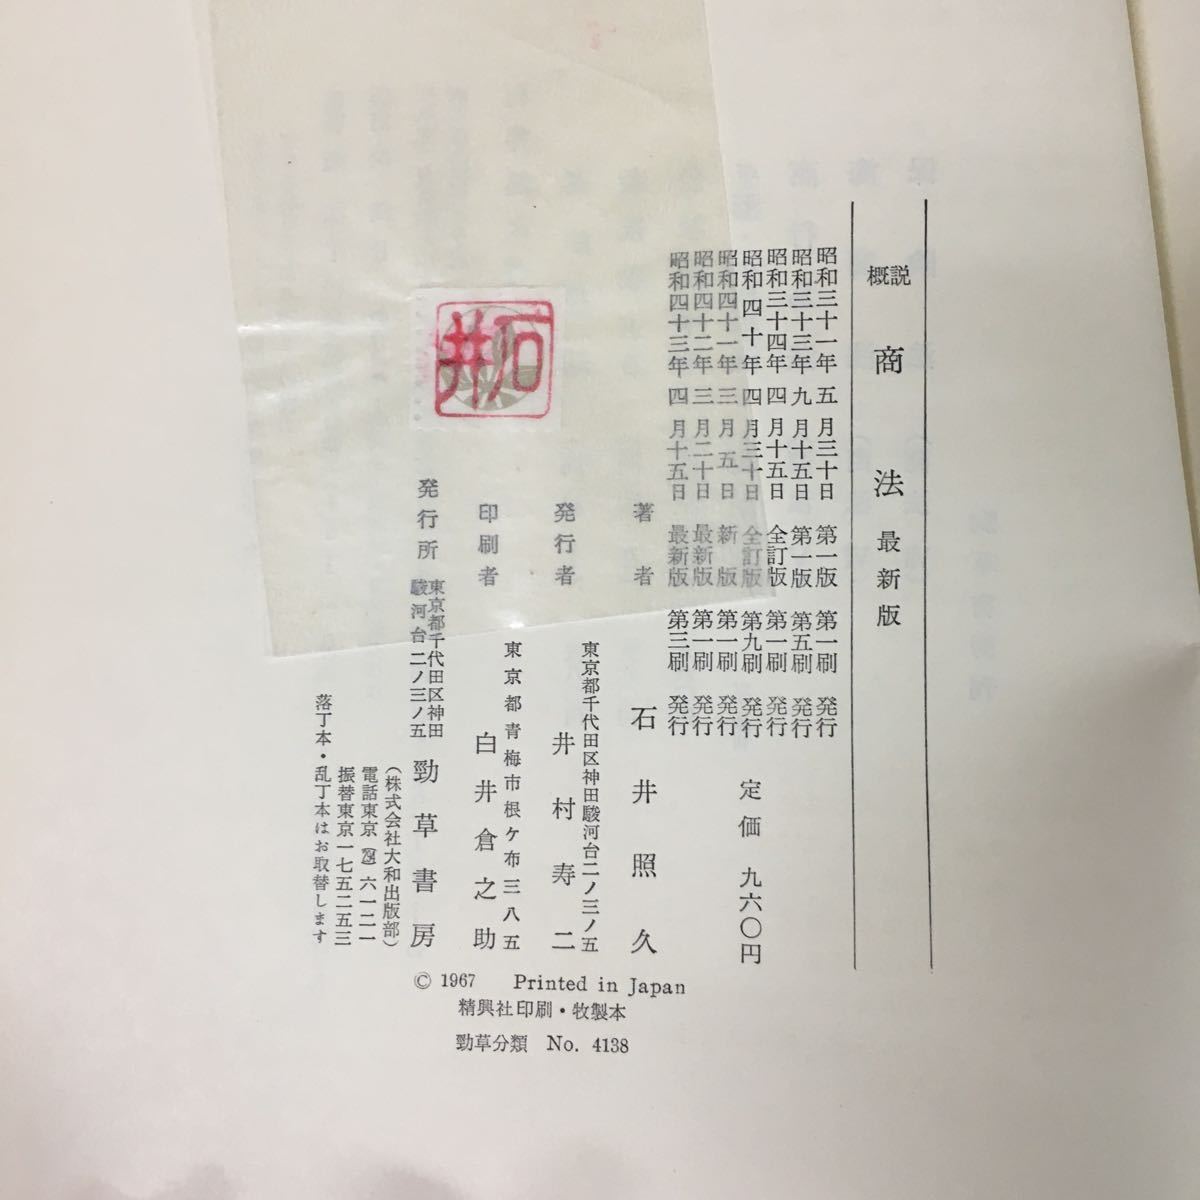 概説 商法 最新版
昭和三十一年五月三十日 第一版 第一刷 発行
昭和三十三年九月十五日 第一版 第五刷 発行
昭和三十四年四月十五日 全訂版 第一刷 発行
昭和四十年四月三十日 全訂版 第九刷 発行
昭和四十一年三月五日 新版 第一刷 発行
昭和四十二年三月二十日 最新版 第一刷 発行
昭和四十三年四月十五日 最新版 第三刷 発行
定価 九六〇円
著者 石井照久
東京都千代田区神田駿河台二ノ三ノ五
発行者 井村寿二
東京都青梅市根ケ布三八五
印刷者 白井倉之助
発行所 東京都千代田区神田駿河台二ノ三ノ五 勁草書房
(株式会社大和出版部)
電話東京 六一二一
振替東京一七五二五三
落丁本・乱丁本はお取替します
石井
© 1967 Printed in Japan
精興社印刷・牧製本
勁草分類 No. 4138